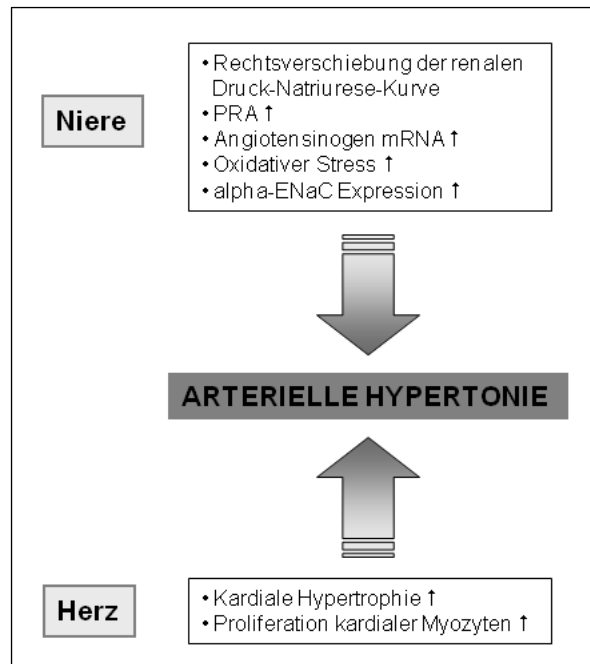 Niere
• Rechtsverschiebung der renalen
Druck-Natriurese-Kurve
• PRA ↑
• Angiotensinogen mRNA ↑
• Oxidativer Stress ↑
• alpha-ENaC Expression ↑
ARTERIELLE HYPERTONIE
Herz
• Kardiale Hypertrophie ↑
• Proliferation kardialer Myozyten ↑